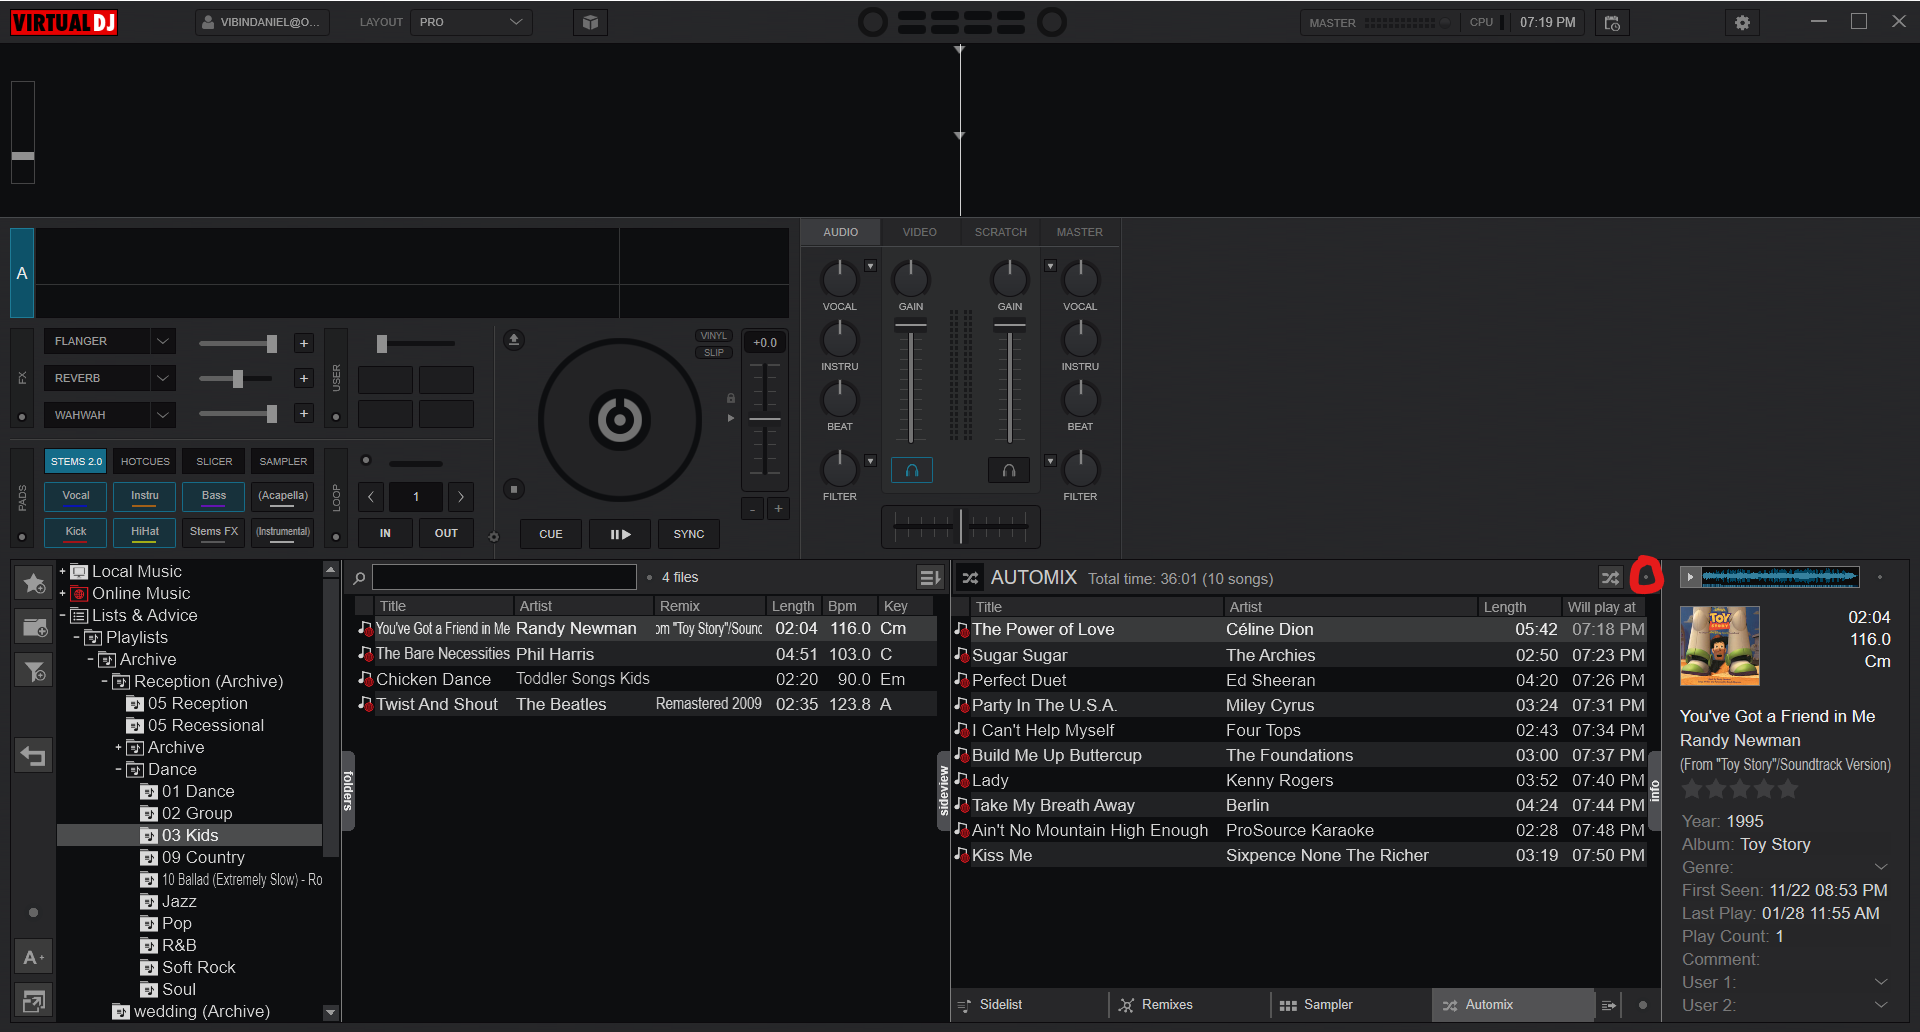 VIRTUAL DJ
VIBINDANIEL@O...
LAYOUT
PRO
MASTER
CPU
07:19 PM
A
AUDIO
VIDEO
SCRATCH
MASTER
VOCAL
GAIN
GAIN
VOCAL
INSTRU
INSTRU
BEAT
BEAT
FILTER
FILTER
FX
FLANGER
+
REVERB
+
WAHWAH
+
USER
VINYL
SLIP
+0.0
- +
PADS
STEMS 2.0
HOTCUES
SLICER
SAMPLER
Vocal
Instru
Bass
(Acapella)
Kick
HiHat
Stems FX
(Instrumental)
LOOP
1
IN
OUT
CUE
SYNC
+ Local Music
+ Online Music
- Lists & Advice
- Playlists
- Archive
- Reception (Archive)
05 Reception
05 Recessional
+ Archive
- Dance
01 Dance
02 Group
03 Kids
09 Country
10 Ballad (Extremely Slow) - Ro
Jazz
Pop
R&B
Soft Rock
Soul
wedding (Archive)
A+
folders
4 files
Title Artist Remix Length Bpm Key
You've Got a Friend in Me Randy Newman om "Toy Story"/Sound 02:04 116.0 Cm
The Bare Necessities Phil Harris 04:51 103.0 C
Chicken Dance Toddler Songs Kids 02:20 90.0 Em
Twist And Shout The Beatles Remastered 2009 02:35 123.8 A
sideview
AUTOMIX Total time: 36:01 (10 songs)
Title Artist Length Will play at
The Power of Love Céline Dion 05:42 07:18 PM
Sugar Sugar The Archies 02:50 07:23 PM
Perfect Duet Ed Sheeran 04:20 07:26 PM
Party In The U.S.A. Miley Cyrus 03:24 07:31 PM
I Can't Help Myself Four Tops 02:43 07:34 PM
Build Me Up Buttercup The Foundations 03:00 07:37 PM
Lady Kenny Rogers 03:52 07:40 PM
Take My Breath Away Berlin 04:24 07:44 PM
Ain't No Mountain High Enough ProSource Karaoke 02:28 07:48 PM
Kiss Me Sixpence None The Richer 03:19 07:50 PM
Sidelist
Remixes
Sampler
Automix
info
TOY STORY
02:04
116.0
Cm
You've Got a Friend in Me
Randy Newman
(From "Toy Story"/Soundtrack Version)
Year: 1995
Album: Toy Story
Genre:
First Seen: 11/22 08:53 PM
Last Play: 01/28 11:55 AM
Play Count: 1
Comment:
User 1:
User 2: